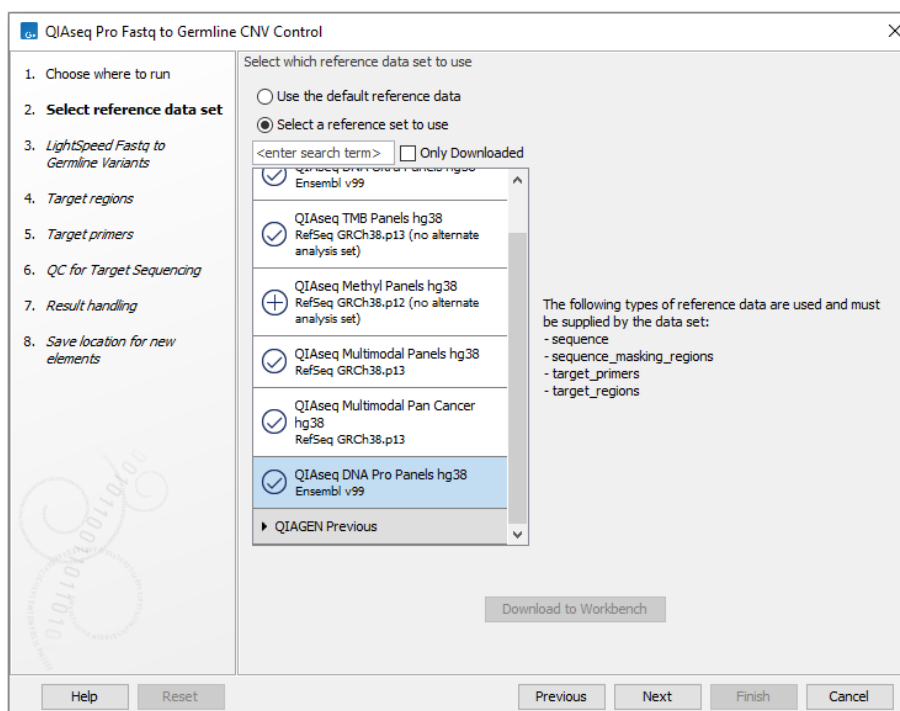 QIAseq Pro Fastq to Germline CNV Control
1. Choose where to run
2. Select reference data set
3. LightSpeed Fastq to
Germline Variants
4. Target regions
5. Target primers
6. QC for Target Sequencing
7. Result handling
8. Save location for new
elements
Select which reference data set to use
Use the default reference data
Select a reference set to use
<enter search term> Only Downloaded
QIAseq DNA Ultra Panels hg38
Ensembl v99
QIAseq TMB Panels hg38
RefSeq GRCh38.p13 (no alternate
analysis set)
QIAseq Methyl Panels hg38
RefSeq GRCh38.p12 (no alternate
analysis set)
QIAseq Multimodal Panels hg38
RefSeq GRCh38.p13
QIAseq Multimodal Pan Cancer
hg38
RefSeq GRCh38.p13
QIAseq DNA Pro Panels hg38
Ensembl v99
QIAGEN Previous
The following types of reference data are used and must
be supplied by the data set:
- sequence
- sequence_masking_regions
- target_primers
- target_regions
Download to Workbench
Help Reset Previous Next Finish Cancel